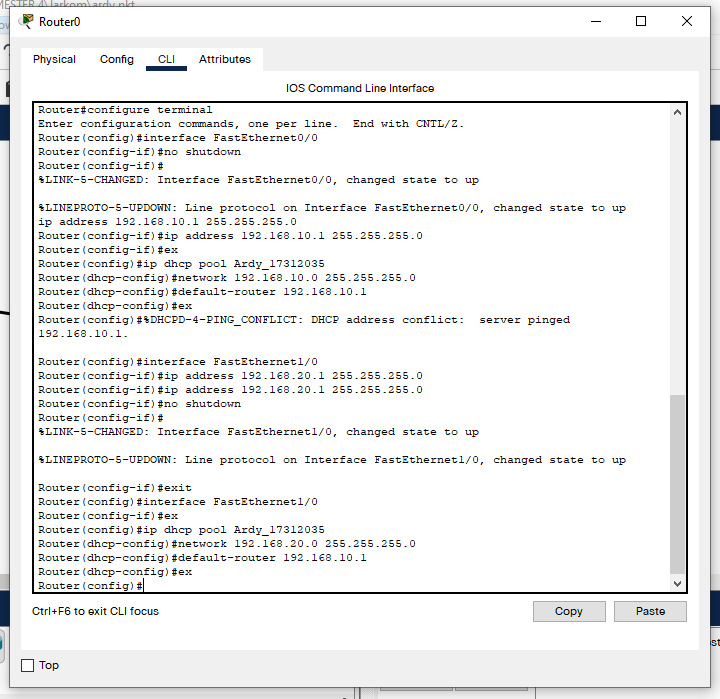 MESTER 4\Jarkom\ardy.pkt
Router0
Physical Config CLI Attributes
IOS Command Line Interface
Router#configure terminal
Enter configuration commands, one per line.  End with CNTL/Z.
Router(config)#interface FastEthernet0/0
Router(config-if)#no shutdown
Router(config-if)#
%LINK-5-CHANGED: Interface FastEthernet0/0, changed state to up
%LINEPROTO-5-UPDOWN: Line protocol on Interface FastEthernet0/0, changed state to up
ip address 192.168.10.1 255.255.255.0
Router(config-if)#ip address 192.168.10.1 255.255.255.0
Router(config-if)#ex
Router(config)#ip dhcp pool Ardy_17312035
Router(dhcp-config)#network 192.168.10.0 255.255.255.0
Router(dhcp-config)#default-router 192.168.10.1
Router(dhcp-config)#ex
Router(config)#%DHCPD-4-PING_CONFLICT: DHCP address conflict:  server pinged
192.168.10.1.
Router(config)#interface FastEthernet1/0
Router(config-if)#ip address 192.168.20.1 255.255.255.0
Router(config-if)#ip address 192.168.20.1 255.255.255.0
Router(config-if)#no shutdown
Router(config-if)#
%LINK-5-CHANGED: Interface FastEthernet1/0, changed state to up
%LINEPROTO-5-UPDOWN: Line protocol on Interface FastEthernet1/0, changed state to up
Router(config-if)#exit
Router(config)#interface FastEthernet1/0
Router(config-if)#ex
Router(config)#ip dhcp pool Ardy_17312035
Router(dhcp-config)#network 192.168.20.0 255.255.255.0
Router(dhcp-config)#default-router 192.168.10.1
Router(dhcp-config)#ex
Router(config)#
Ctrl+F6 to exit CLI focus
Copy Paste
Top